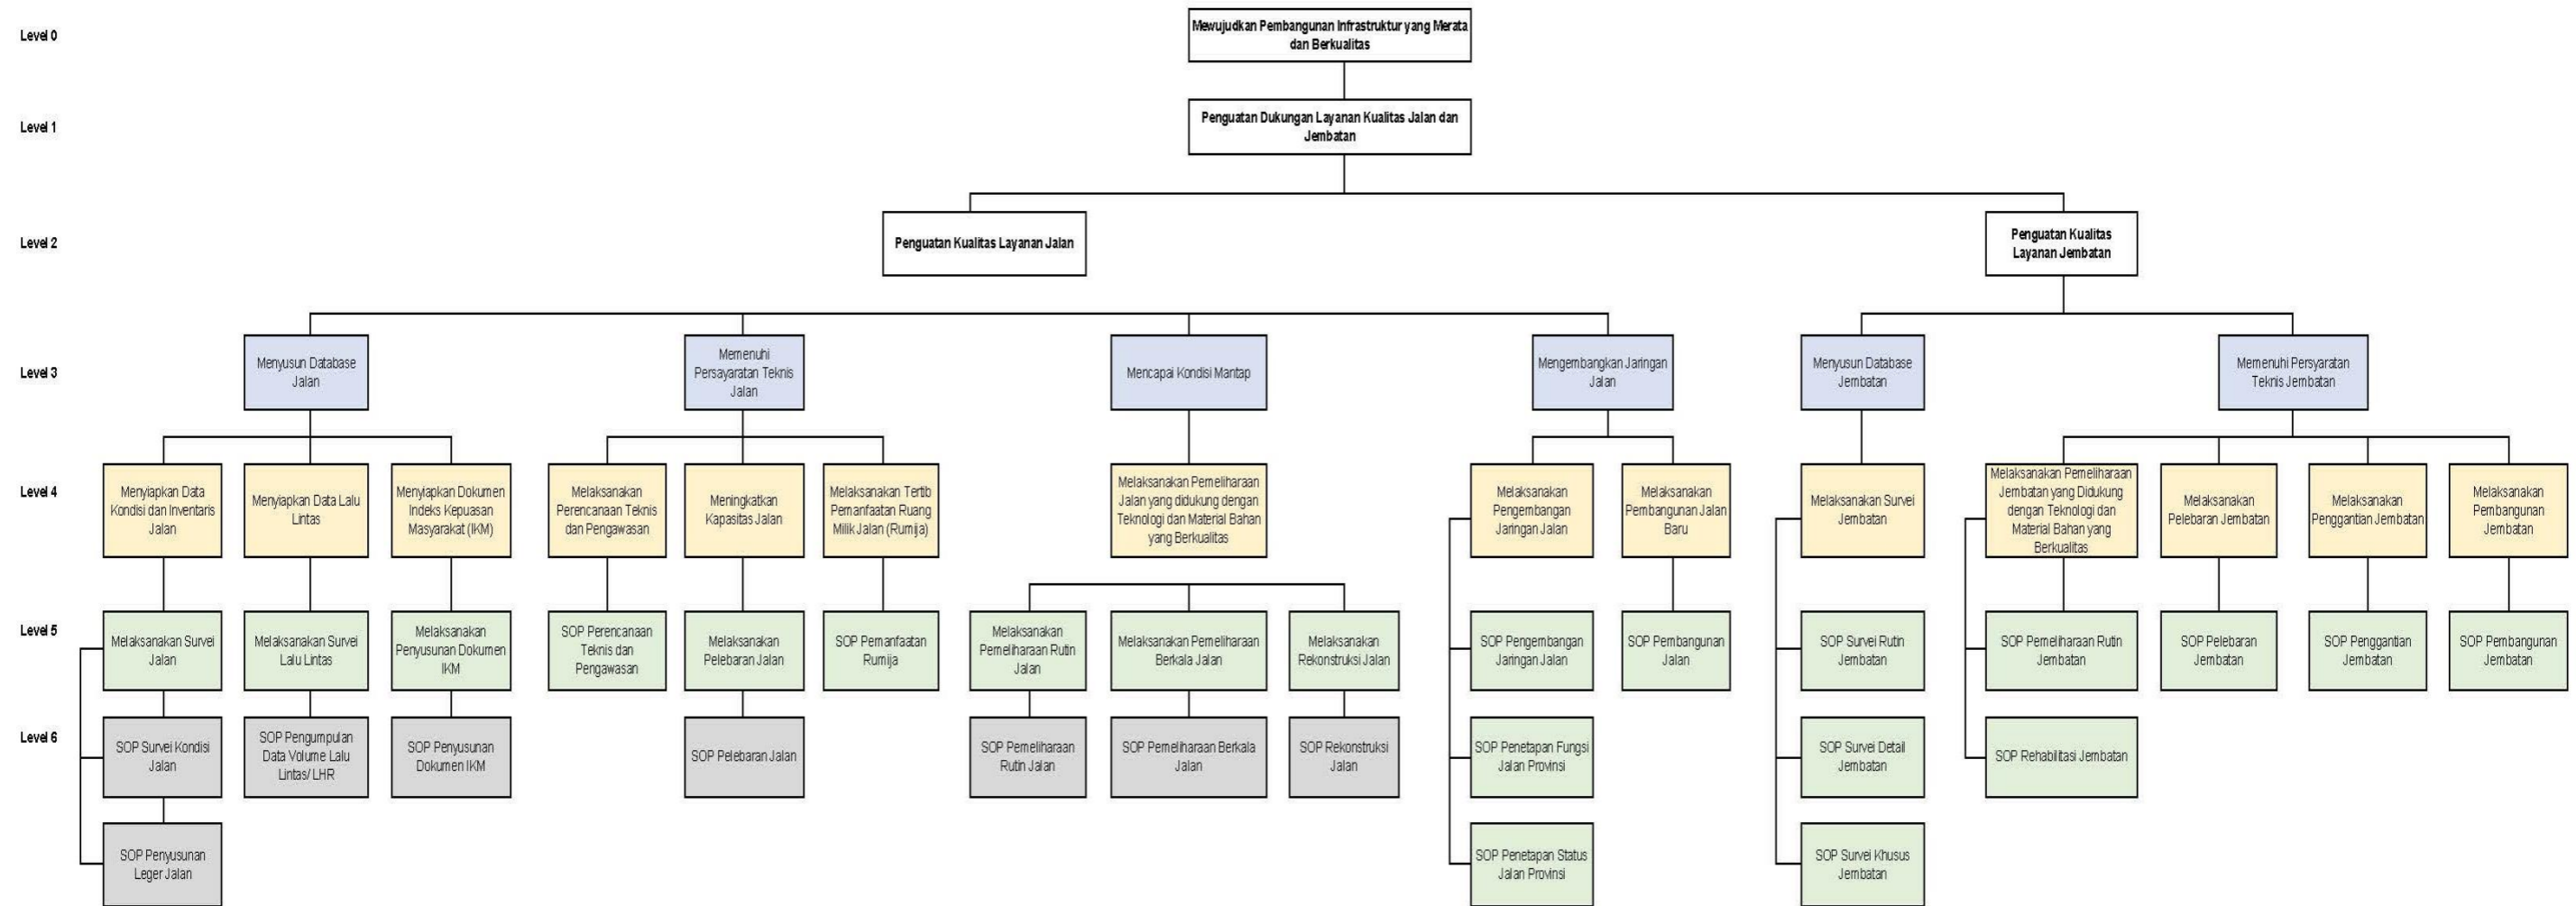 Level 0
Mewujudkan Pembangunan Infrastruktur yang Merata
dan Berkualitas
Level 1
Penguatan Dukungan Layanan Kualitas Jalan dan
Jembatan
Level 2
Penguatan Kualitas Layanan Jalan
Penguatan Kualitas
Layanan Jembatan
Level 3
Menyusun Database
Jalan
Memenuhi
Persayaratan Teknis
Jalan
Mencapai Kondisi Mantap
Mengembangkan Jaringan
Jalan
Menyusun Database
Jembatan
Memenuhi Persyaratan
Teknis Jembatan
Level 4
Menyiapkan Data
Kondisi dan Inventaris
Jalan
Menyiapkan Data Lalu
Lintas
Menyiapkan Dokumen
Indeks Kepuasan
Masyarakat (IKM)
Melaksanakan
Perencanaan Teknis
dan Pengawasan
Meningkatkan
Kapasitas Jalan
Melaksanakan Tertib
Pemanfaatan Ruang
Milik Jalan (Rumija)
Melaksanakan Pemeliharaan
Jalan yang didukung dengan
Teknologi dan Material Bahan
yang Berkualitas
Melaksanakan
Pengembangan
Jaringan Jalan
Melaksanakan
Pembangunan Jalan
Baru
Melaksanakan Survei
Jembatan
Melaksanakan Pemeliharaan
Jembatan yang Didukung
dengan Teknologi dan
Material Bahan yang
Berkualitas
Melaksanakan
Pelebaran Jembatan
Melaksanakan
Penggantian Jembatan
Melaksanakan
Pembangunan
Jembatan
Level 5
Melaksanakan Survei
Jalan
Melaksanakan Survei
Lalu Lintas
Melaksanakan
Penyusunan Dokumen
IKM
SOP Perencanaan
Teknis dan
Pengawasan
Melaksanakan
Pelebaran Jalan
SOP Pemanfaatan
Rumija
Melaksanakan
Pemeliharaan Rutin
Jalan
Melaksanakan Pemeliharaan
Berkala Jalan
Melaksanakan
Rekonstruksi Jalan
SOP Pengembangan
Jaringan Jalan
SOP Pembangunan
Jalan
SOP Survei Rutin
Jembatan
SOP Pemeliharaan Rutin
Jembatan
SOP Pelebaran
Jembatan
SOP Penggantian
Jembatan
SOP Pembangunan
Jembatan
Level 6
SOP Survei Kondisi
Jalan
SOP Pengumpulan
Data Volume Lalu
Lintas/ LHR
SOP Penyusunan
Dokumen IKM
SOP Pelebaran Jalan
SOP Pemeliharaan
Rutin Jalan
SOP Pemeliharaan Berkala
Jalan
SOP Rekonstruksi
Jalan
SOP Penetapan Fungsi
Jalan Provinsi
SOP Survei Detail
Jembatan
SOP Rehabilitasi Jembatan
SOP Penyusunan
Leger Jalan
SOP Penetapan Status
Jalan Provinsi
SOP Survei Khusus
Jembatan